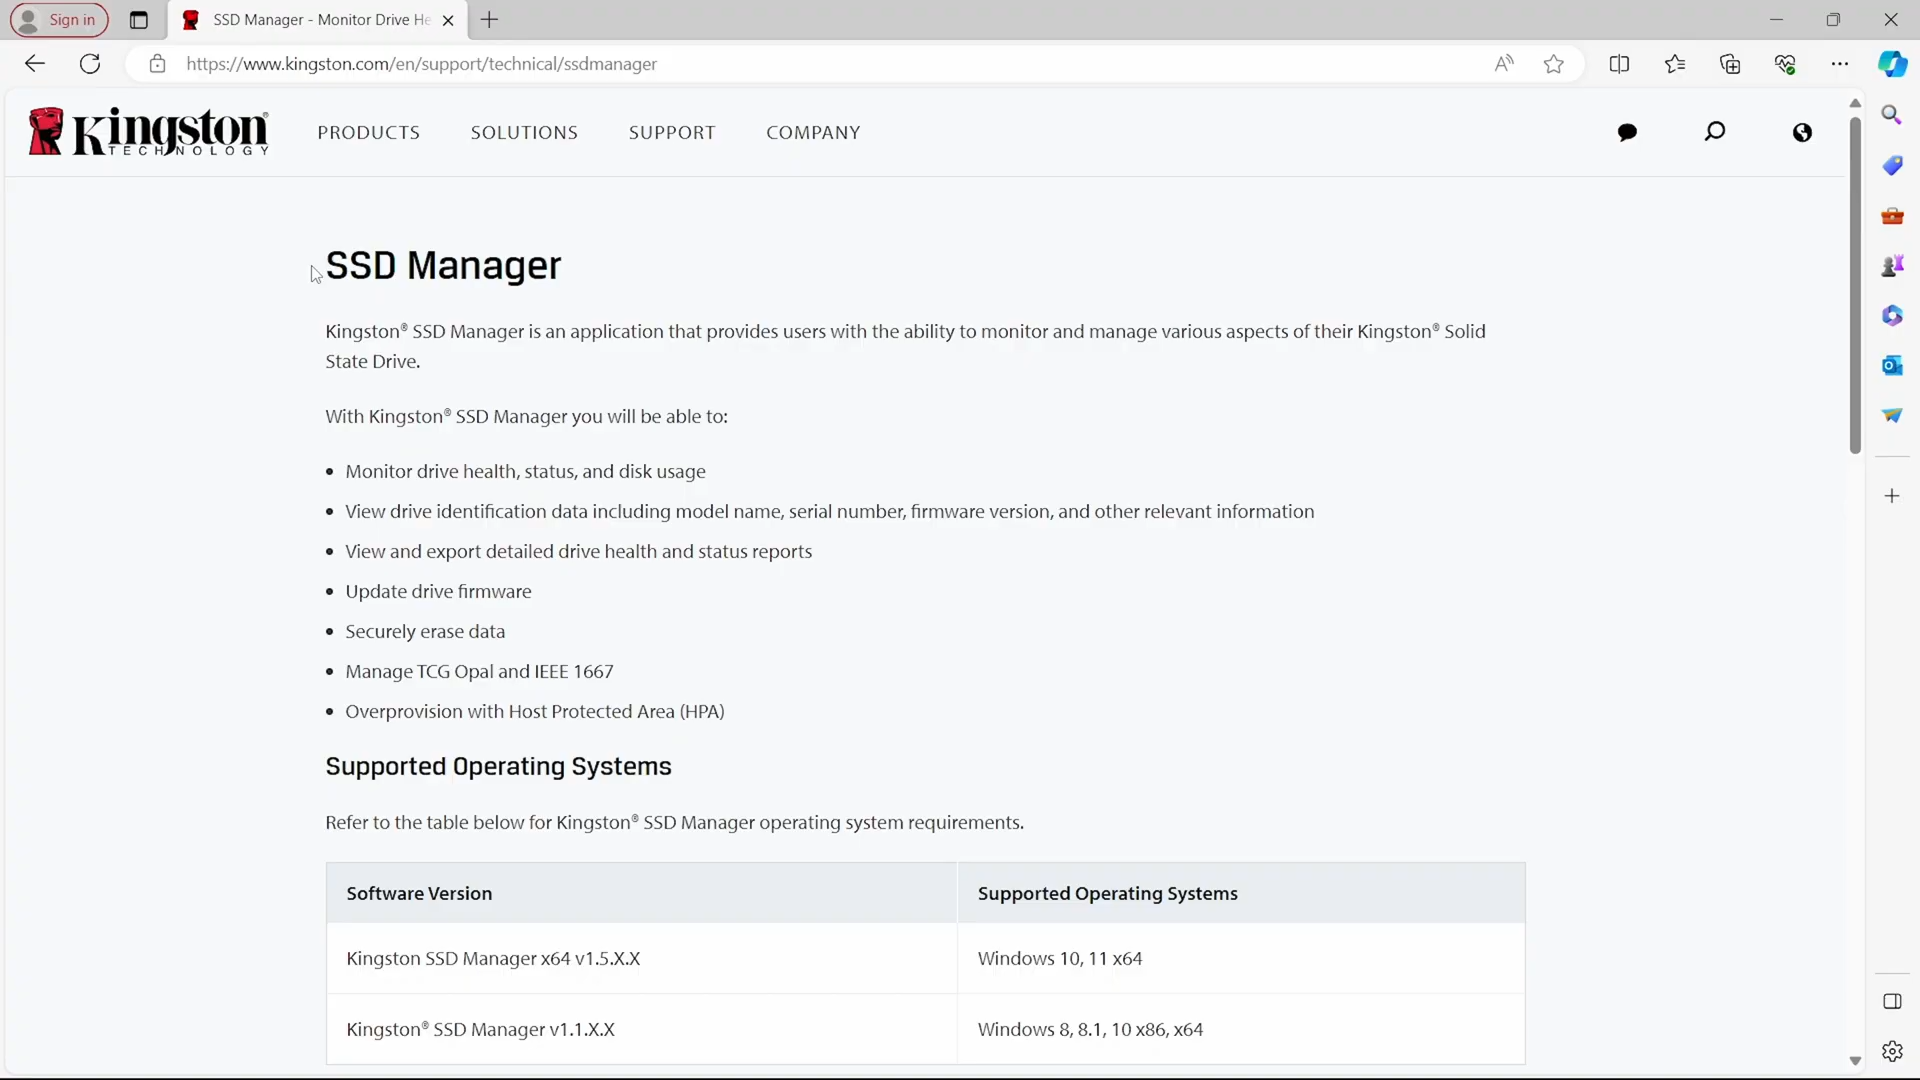 Sign in
SSD Manager - Monitor Drive He
https://www.kingston.com/en/support/technical/ssdmanager
Kingston
TECHNOLOGY
PRODUCTS
SOLUTIONS
SUPPORT
COMPANY
SSD Manager
Kingston® SSD Manager is an application that provides users with the ability to monitor and manage various aspects of their Kingston® Solid
State Drive.
With Kingston® SSD Manager you will be able to:
• Monitor drive health, status, and disk usage
• View drive identification data including model name, serial number, firmware version, and other relevant information
• View and export detailed drive health and status reports
• Update drive firmware
• Securely erase data
• Manage TCG Opal and IEEE 1667
• Overprovision with Host Protected Area (HPA)
Supported Operating Systems
Refer to the table below for Kingston® SSD Manager operating system requirements.
Software Version
Supported Operating Systems
Kingston SSD Manager x64 v1.5.X.X
Windows 10, 11 x64
Kingston® SSD Manager v1.1.X.X
Windows 8, 8.1, 10 x86, x64